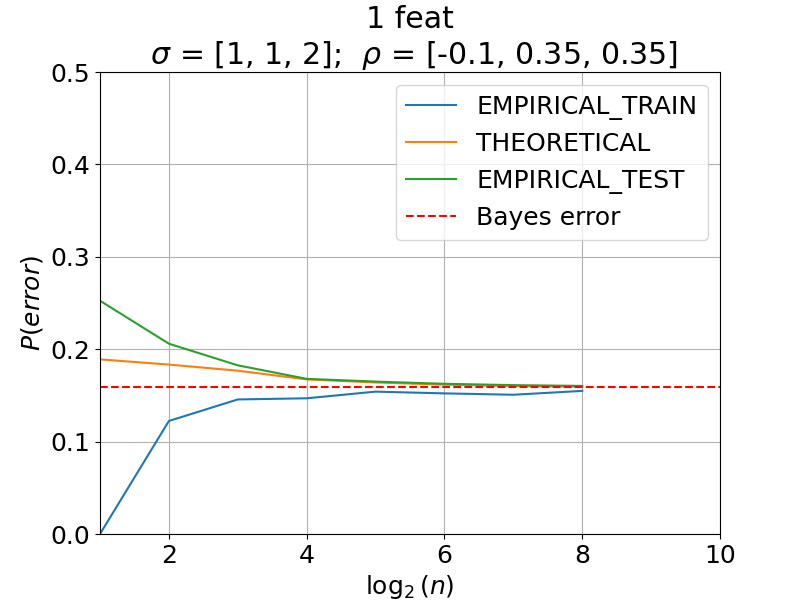 1 feat
σ = [1, 1, 2];  ρ = [-0.1, 0.35, 0.35]
EMPIRICAL_TRAIN
THEORETICAL
EMPIRICAL_TEST
Bayes error
0.5
0.4
0.3
0.2
0.1
0.0
P(error)
2 4 6 8 10
log₂(n)